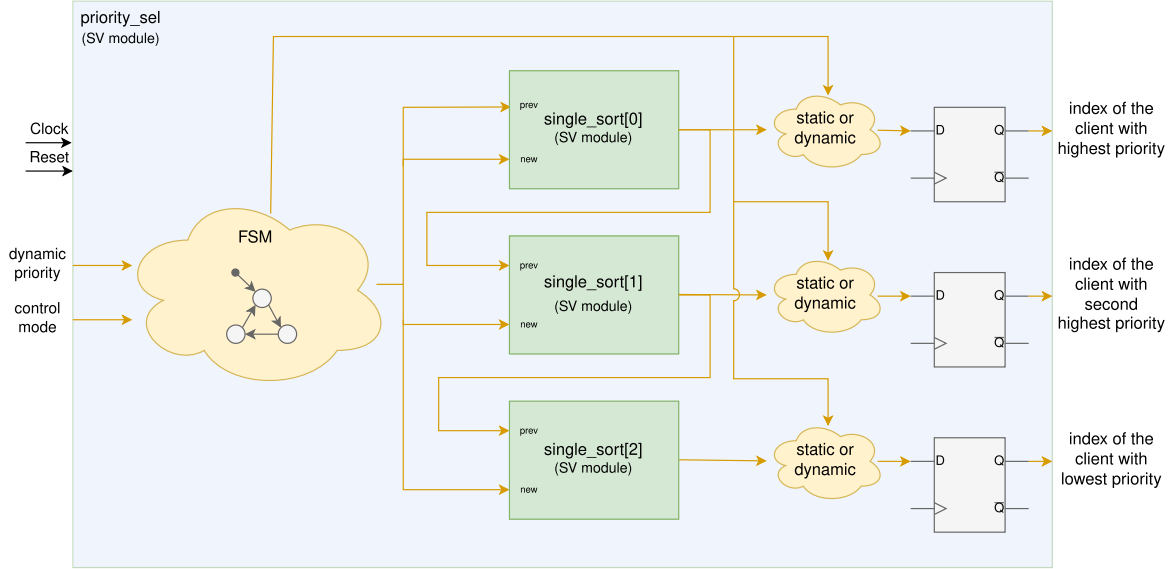 priority_sel
(SV module)
Clock
Reset
dynamic
priority
control
mode
FSM
prev
single_sort[0]
(SV module)
new
prev
single_sort[1]
(SV module)
new
prev
single_sort[2]
(SV module)
new
static or
dynamic
D
Q
Q̅
index of the
client with
highest priority
static or
dynamic
D
Q
Q̅
index of the
client with
second
highest priority
static or
dynamic
D
Q
Q̅
index of the
client with
lowest priority